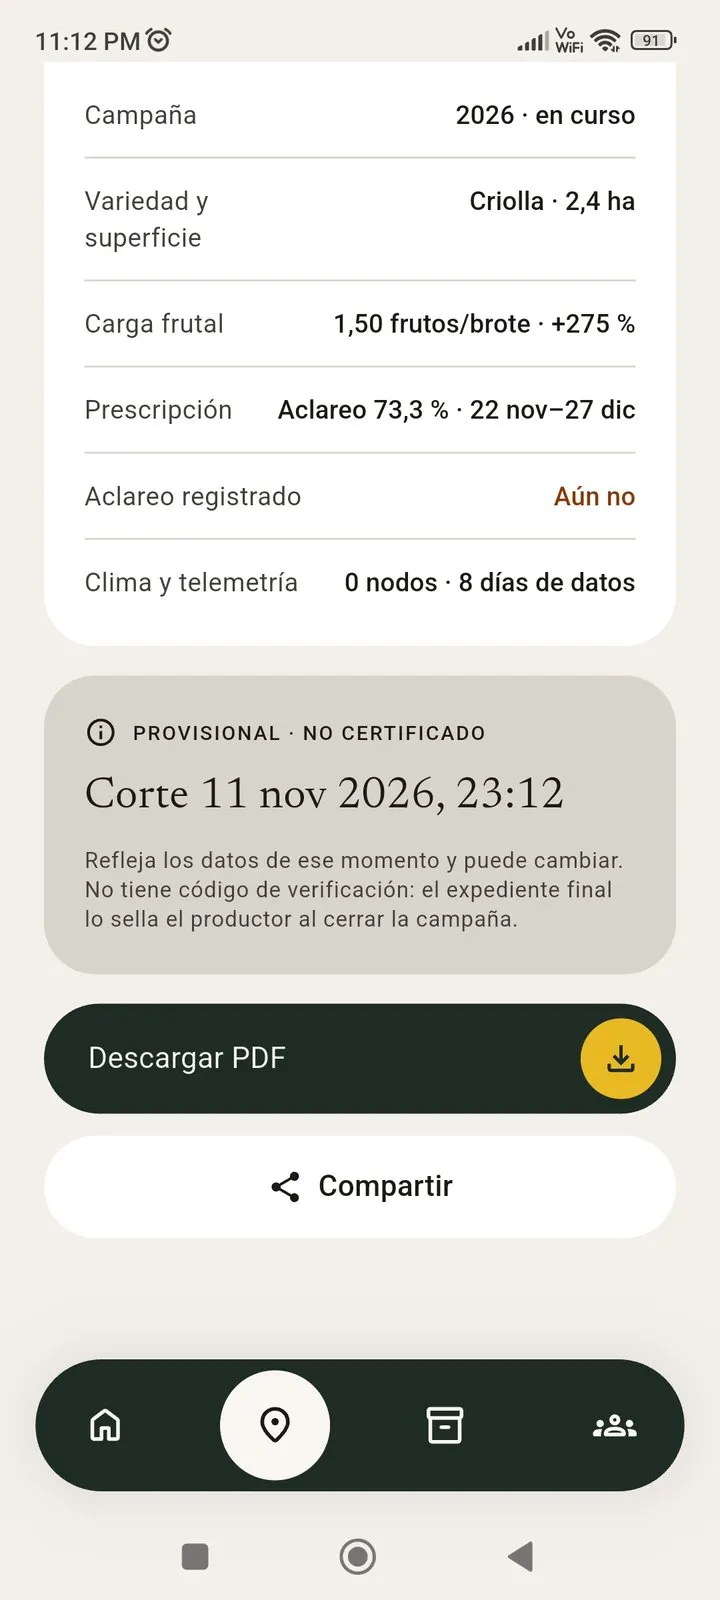 11:12 PM
Vo
WiFi
91
Campaña
2026 · en curso
Variedad y
superficie
Criolla · 2,4 ha
Carga frutal
1,50 frutos/brote · +275 %
Prescripción
Aclareo 73,3 % · 22 nov–27 dic
Aclareo registrado
Aún no
Clima y telemetría
0 nodos · 8 días de datos
PROVISIONAL · NO CERTIFICADO
Corte 11 nov 2026, 23:12
Refleja los datos de ese momento y puede cambiar.
No tiene código de verificación: el expediente final
lo sella el productor al cerrar la campaña.
Descargar PDF
Compartir